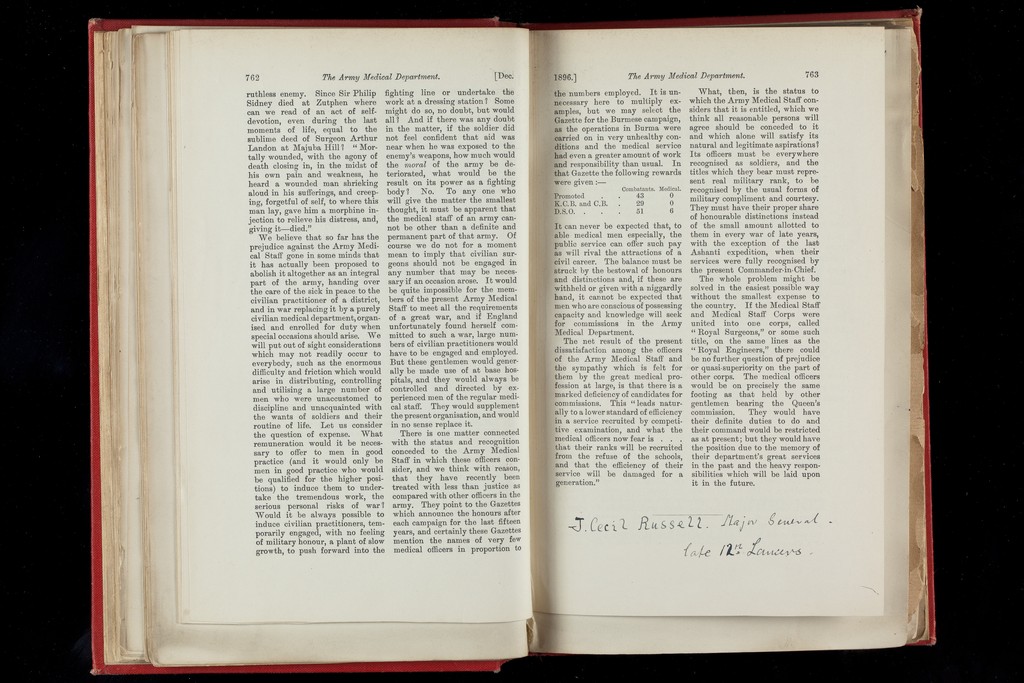 762
The Army Medical Department.
[Dec.
ruthless enemy. Since Sir Philip
Sidney died at Zutphen where
can we read of an act of self-
devotion, even during the last
moments of life, equal to the
sublime deed of Surgeon Arthur
Landon at Majuba Hill? "Mor-
tally wounded, with the agony of
death closing in, in the midst of
his own pain and weakness, he
heard a wounded man shrieking
aloud in his sufferings, and creep-
ing, forgetful of self, to where this
man lay, gave him a morphine in-
jection to relieve his distress, and,
giving it—died."
We believe that so far has the
prejudice against the Army Medi-
cal Staff gone in some minds that
it has actually been proposed to
abolish it altogether as an integral
part of the army, handing over
the care of the sick in peace to the
civilian practitioner of a district,
and in war replacing it by a purely
civilian medical department, organ-
ised and enrolled for duty when
special occasions should arise. We
will put out of sight considerations
which may not readily occur to
everybody, such as the enormous
difficulty and friction which would
arise in distributing, controlling
and utilising a large number of
men who were unaccustomed to
discipline and unacquainted with
the wants of soldiers and their
routine of life. Let us consider
the question of expense. What
remuneration would it be neces-
sary to offer to men in good
practice (and it would only be
men in good practice who would
be qualified for the higher posi-
tions) to induce them to under-
take the tremendous work, the
serious personal risks of war?
Would it be always possible to
induce civilian practitioners, tem-
porarily engaged, with no feeling
of military honour, a plant of slow
growth, to push forward into the
fighting line or undertake the
work at a dressing station? Some
might do so, no doubt, but would
all? And if there was any doubt
in the matter, if the soldier did
not feel confident that aid was
near when he was exposed to the
enemy's weapons, how much would
the moral of the army be de-
teriorated, what would be the
result on its power as a fighting
body? No. To any one who
will give the matter the smallest
thought, it must be apparent that
the medical staff of an army can-
not be other than a definite and
permanent part of that army. Of
course we do not for a moment
mean to imply that civilian sur-
geons should not be engaged in
any number that may be neces-
sary if an occasion arose. It would
be quite impossible for the mem-
bers of the present Army Medical
Staff to meet all the requirements
of a great war, and if England
unfortunately found herself com-
mitted to such a war, large num-
bers of civilian practitioners would
have to be engaged and employed.
But these gentlemen would gener-
ally be made use of at base hos-
pitals, and they would always be
controlled and directed by ex-
perienced men of the regular medi-
cal staff. They would supplement
the present organisation, and would
in no sense replace it.
There is one matter connected
with the status and recognition
conceded to the Army Medical
Staff in which these officers con-
sider, and we think with reason,
that they have recently been
treated with less than justice as
compared with other officers in the
army. They point to the Gazettes
which announce the honours after
each campaign for the last fifteen
years, and certainly these Gazettes
mention the names of very few
medical officers in proportion to
1896.]
The Army Medical Department.
763
the numbers employed. It is un-
necessary here to multiply ex-
amples, but we may select the
Gazette for the Burmese campaign,
as the operations in Burma were
carried on in very unhealthy con-
ditions and the medical service
had even a greater amount of work
and responsibility than usual. In
that Gazette the following rewards
were given :—
Combatants. Medical.
Promoted . . 43 0
K.C.B. and C.B. . 29 0
D.S.O. . . . 51 6
It can never be expected that, to
able medical men especially, the
public service can offer such pay
as will rival the attractions of a
civil career. The balance must be
struck by the bestowal of honours
and distinctions and, if these are
withheld or given with a niggardly
hand, it cannot be expected that
men who are conscious of possessing
capacity and knowledge will seek
for commissions in the Army
Medical Department.
The net result of the present
dissatisfaction among the officers
of the Army Medical Staff and
the sympathy which is felt for
them by the great medical pro-
fession at large, is that there is a
marked deficiency of candidates for
commissions. This "leads natur-
ally to a lower standard of efficiency
in a service recruited by competi-
tive examination, and what the
medical officers now fear is . . .
that their ranks will be recruited
from the refuse of the schools,
and that the efficiency of their
service will be damaged for a
generation."
What, then, is the status to
which the Army Medical Staff con-
siders that it is entitled, which we
think all reasonable persons will
agree should be conceded to it
and which alone will satisfy its
natural and legitimate aspirations?
Its officers must be everywhere
recognised as soldiers, and the
titles which they bear must repre-
sent real military rank, to be
recognised by the usual forms of
military compliment and courtesy.
They must have their proper share
of honourable distinctions instead
of the small amount allotted to
them in every war of late years,
with the exception of the last
Ashanti expedition, when their
services were fully recognised by
the present Commander-in-Chief.
The whole problem might be
solved in the easiest possible way
without the smallest expense to
the country. If the Medical Staff
and Medical Staff Corps were
united into one corps, called
"Royal Surgeons," or some such
title, on the same lines as the
"Royal Engineers," there could
be no further question of prejudice
or quasi-superiority on the part of
other corps. The medical officers
would be on precisely the same
footing as that held by other
gentlemen bearing the Queen's
commission. They would have
their definite duties to do and
their command would be restricted
as at present; but they would have
the position due to the memory of
their department's great services
in the past and the heavy respon-
sibilities which will be laid upon
it in the future.
J. Cecil Russell. Major General.
late 12th Lancers.